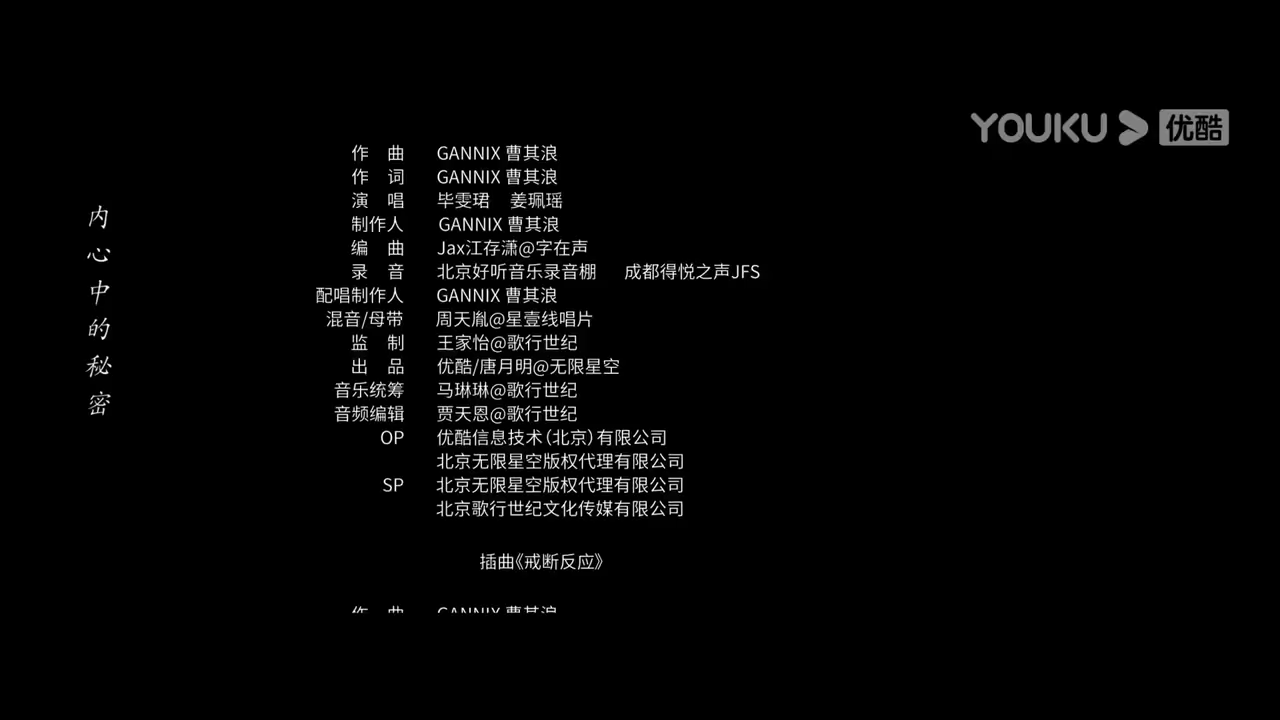 YOUKU 优酷
内心中的秘密
作 曲 GANNIX 曹其浪
作 词 GANNIX 曹其浪
演 唱 毕雯珺 姜珮瑶
制作人 GANNIX 曹其浪
编 曲 Jax江存潇@字在声
录 音 北京好听音乐录音棚 成都得悦之声JFS
配唱制作人 GANNIX 曹其浪
混音/母带 周天胤@星壹线唱片
监 制 王家怡@歌行世纪
出 品 优酷/唐月明@无限星空
音乐统筹 马琳琳@歌行世纪
音频编辑 贾天恩@歌行世纪
OP 优酷信息技术(北京)有限公司
北京无限星空版权代理有限公司
SP 北京无限星空版权代理有限公司
北京歌行世纪文化传媒有限公司
插曲《戒断反应》
作 曲 GANNIX 曹其浪